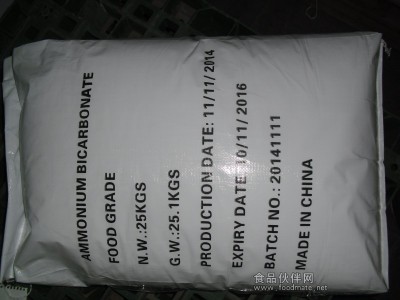 AMMONIUM BICARBONATE
FOOD GRADE
N.W.:25KGS
G.W.:25.1KGS
PRODUCTION DATE: 11/11/2014
EXPIRY DATE: 10/11/ 2016
BATCH NO.: 20141111
MADE IN CHINA
食品伙伴网
www.foodmate.net